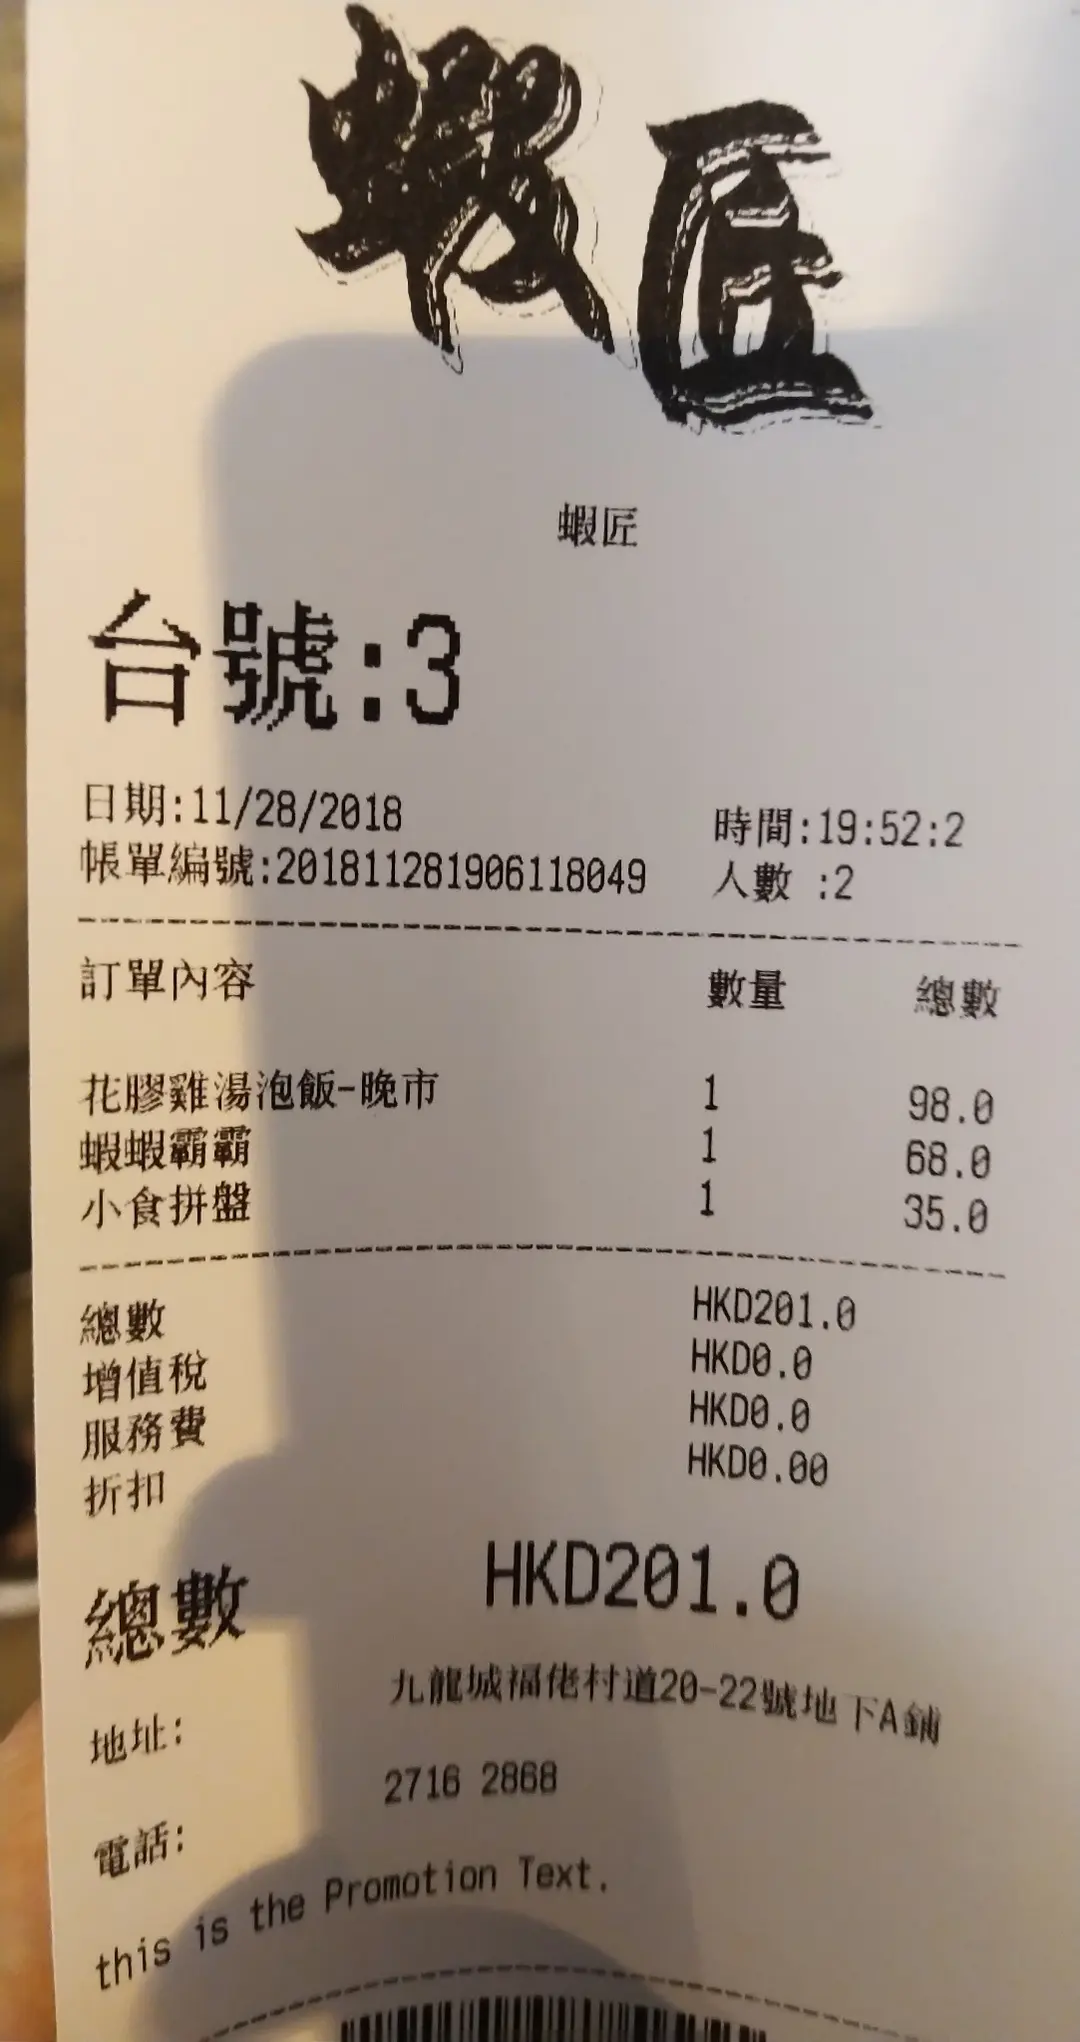 蝦匠
蝦匠
台號:3
日期:11/28/2018 時間:19:52:2
帳單編號:201811281906118049 人數 :2
訂單內容 數量 總數
花膠雞湯泡飯-晚市 1 98.0
蝦蝦霸霸 1 68.0
小食拼盤 1 35.0
總數 HKD201.0
增值稅 HKD0.0
服務費 HKD0.0
折扣 HKD0.00
總數 HKD201.0
地址: 九龍城福佬村道20-22號地下A鋪
電話: 2716 2868
this is the Promotion Text.